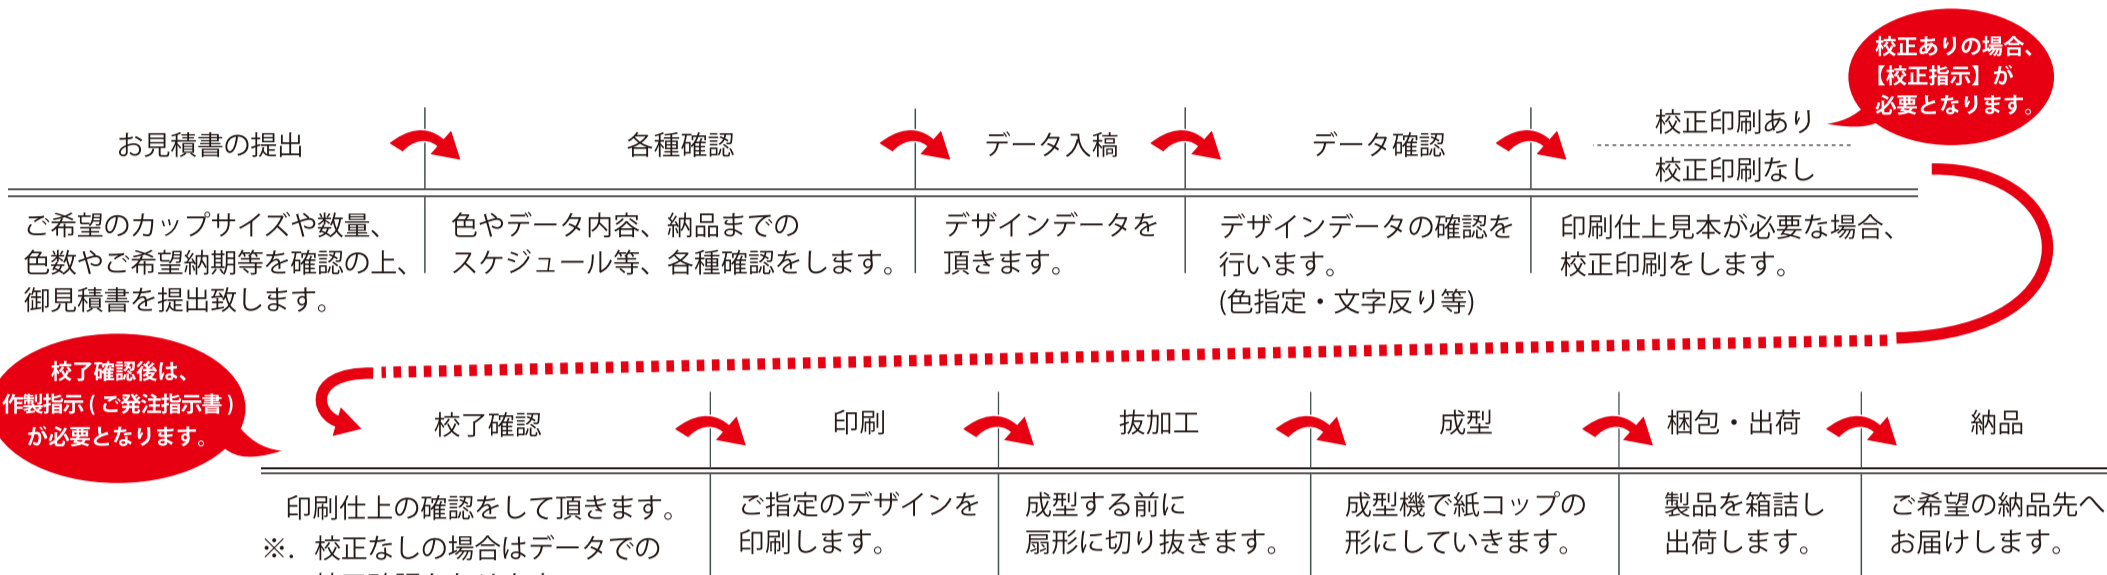 校正ありの場合、
【校正指示】が
必要となります。
お見積書の提出
各種確認
データ入稿
データ確認
校正印刷あり
校正印刷なし
ご希望のカップサイズや数量、
色数やご希望納期等を確認の上、
御見積書を提出致します。
色やデータ内容、納品までの
スケジュール等、各種確認をします。
デザインデータを
頂きます。
デザインデータの確認を
行います。
(色指定・文字反り等)
印刷仕上見本が必要な場合、
校正印刷をします。
校了確認後は、
作製指示(ご発注指示書)
が必要となります。
校了確認
印刷
抜加工
成型
梱包・出荷
納品
印刷仕上の確認をして頂きます。
※．校正なしの場合はデータでの
ご指定のデザインを
印刷します。
成型する前に
扇形に切り抜きます。
成型機で紙コップの
形にしていきます。
製品を箱詰し
出荷します。
ご希望の納品先へ
お届けします。